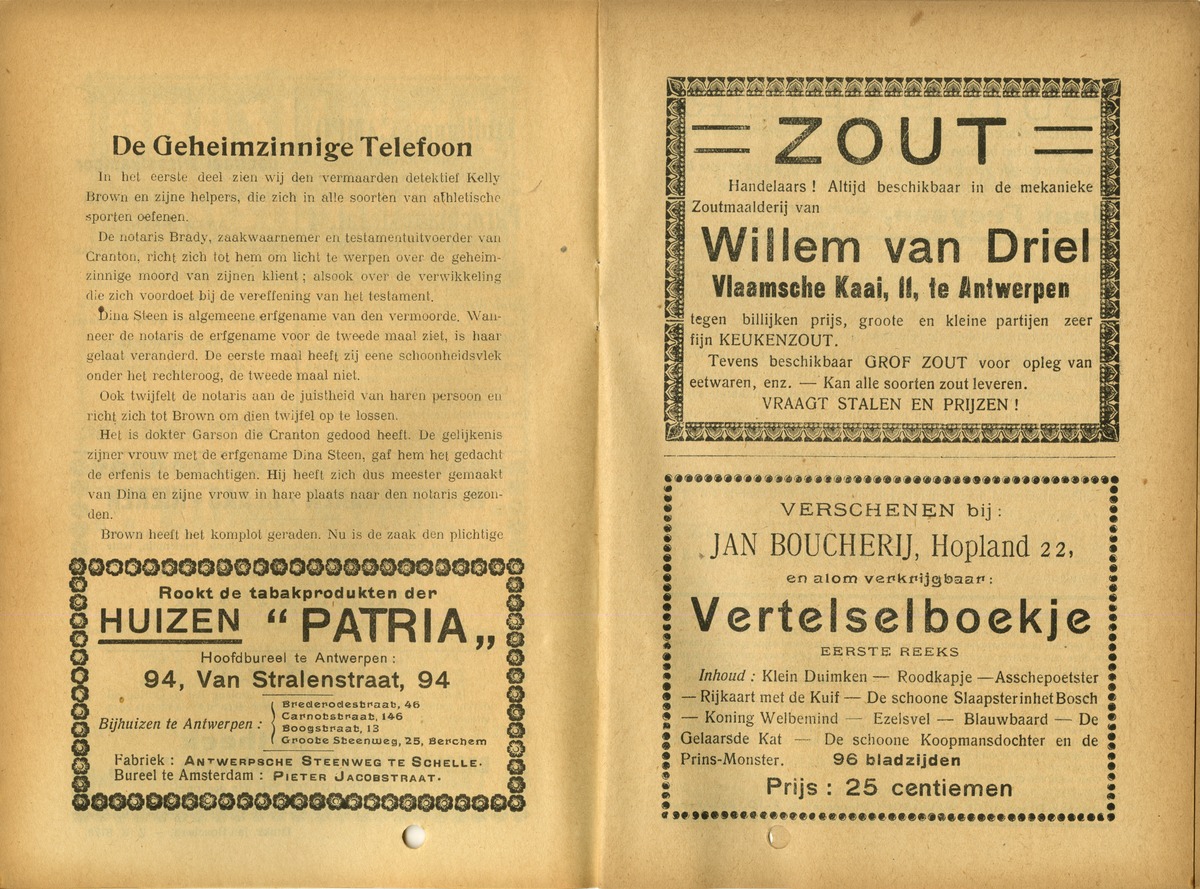 De Geheimzinnige Telefoon
In het eerste deel zien wij den vermaarden detektief Kelly
Brown en zijne helpers, die zich in alle soorten van athletische
sporten oefenen.
De notaris Brady, zaakwaarnemer en testamentuitvoerder van
Cranton, richt zich tot hem om licht te werpen over de geheim-
zinnige moord van zijnen klient ; alsook over de verwikkeling
die zich voordoet bij de vereffening van het testament.
Dina Steen is algemeene erfgename van den vermoorde. Wan-
neer de notaris de erfgename voor de tweede maal ziet, is haar
gelaat veranderd. De eerste maal heeft zij eene schoonheidsvlek
onder het rechteroog, de tweede maal niet.
Ook twijfelt de notaris aan de juistheid van haren persoon en
richt zich tot Brown om dien twijfel op te lossen.
Het is dokter Garson die Cranton gedood heeft. De gelijkenis
zijner vrouw met de erfgename Dina Steen, gaf hem het gedacht
de erfenis te bemachtigen. Hij heeft zich dus meester gemaakt
van Dina en zijne vrouw in hare plaats naar den notaris gezon-
den.
Brown heeft het komplot geraden. Nu is de zaak den plichtige
Rookt de tabakprodukten der
HUIZEN “ PATRIA „
Hoofdbureel te Antwerpen :
94, Van Stralenstraat, 94
Bijhuizen te Antwerpen :
Brederodestraat, 46
Carnotstraat, 146
Boogstraat, 13
Groote Steenweg, 25, Berchem
Fabriek : ANTWERPSCHE STEENWEG TE SCHELLE.
Bureel te Amsterdam : PIETER JACOBSTRAAT.
= ZOUT =
Handelaars ! Altijd beschikbaar in de mekanieke
Zoutmaalderij van
Willem van Driel
Vlaamsche Kaai, 11, te Antwerpen
tegen billijken prijs, groote en kleine partijen zeer
fijn KEUKENZOUT.
Tevens beschikbaar GROF ZOUT voor opleg van
eetwaren, enz. — Kan alle soorten zout leveren.
VRAAGT STALEN EN PRIJZEN !
VERSCHENEN bij :
JAN BOUCHERIJ, Hopland 22,
en alom verkrijgbaar :
Vertelselboekje
EERSTE REEKS
Inhoud : Klein Duimken — Roodkapje — Asschepoetster
— Rijkaart met de Kuif — De schoone Slaapster in het Bosch
— Koning Welbemind — Ezelsvel — Blauwbaard — De
Gelaarsde Kat — De schoone Koopmansdochter en de
Prins-Monster. 96 bladzijden
Prijs : 25 centiemen